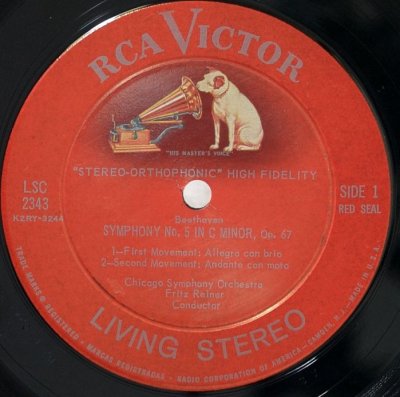 RCA VICTOR
"HIS MASTER'S VOICE"
"STEREO-ORTHOPHONIC" HIGH FIDELITY
LSC
2343
K2RY-3244
SIDE 1
RED SEAL
Beethoven
SYMPHONY No. 5 IN C MINOR, Op. 67
1—First Movement: Allegro con brio
2—Second Movement: Andante con moto
Chicago Symphony Orchestra
Fritz Reiner
Conductor
LIVING STEREO
TRADE MARKS ® REGISTERED • MARCAS REGISTRADAS • RADIO CORPORATION OF AMERICA—CAMDEN, N. J.—MADE IN U.S.A.